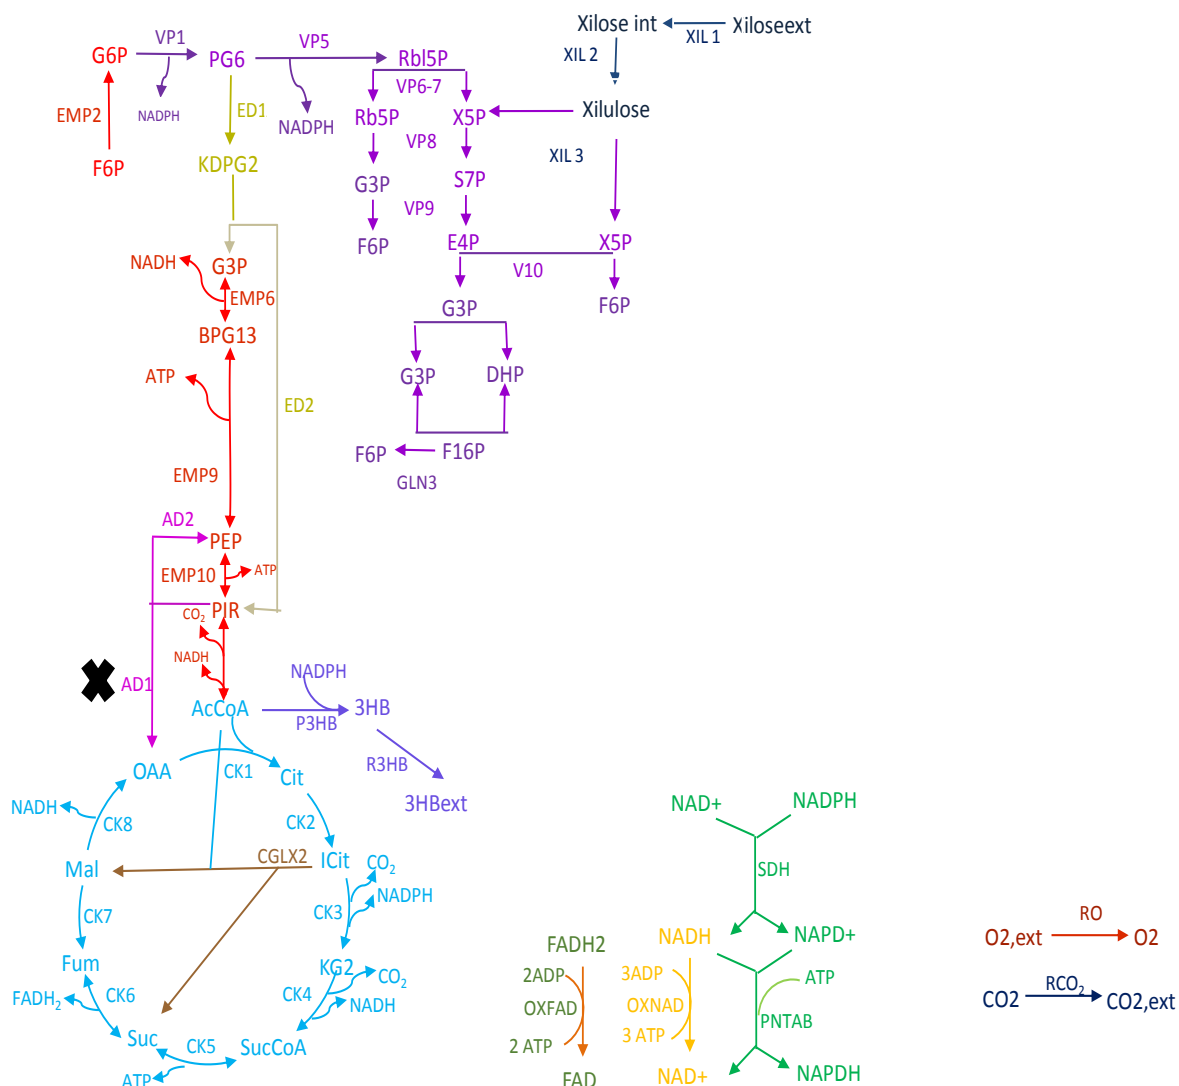 Xilose int
XIL 1
Xiloseext
VP1
VP5
XIL 2
G6P
PG6
Rbl5P
VP6-7
NADPH
EMP2
ED1
NADPH
Rb5P
X5P
Xilulose
VP8
XIL 3
F6P
KDPG2
G3P
S7P
VP9
F6P
E4P
X5P
V10
NADH
G3P
EMP6
G3P
F6P
BPG13
ATP
G3P
DHP
ED2
F6P
F16P
GLN3
EMP9
AD2
PEP
EMP10
ATP
CO2
PIR
NADH
AD1
NADPH
AcCoA
P3HB
3HB
R3HB
OAA
CK1
Cit
3HBext
NADH
CK8
CK2
NAD+
NADPH
Mal
CGLX2
ICit
CO2
SDH
NADPH
CK3
CK7
RO
FADH2
NADH
NAPD+
O2,ext
O2
Fum
KG2
CO2
2ADP
3ADP
ATP
FADH2
CK6
CK4
NADH
OXFAD
OXNAD
RCO2
CO2
CO2,ext
PNTAB
Suc
CK5
SucCoA
2 ATP
3 ATP
ATP
FAD
NAD+
NAPDH